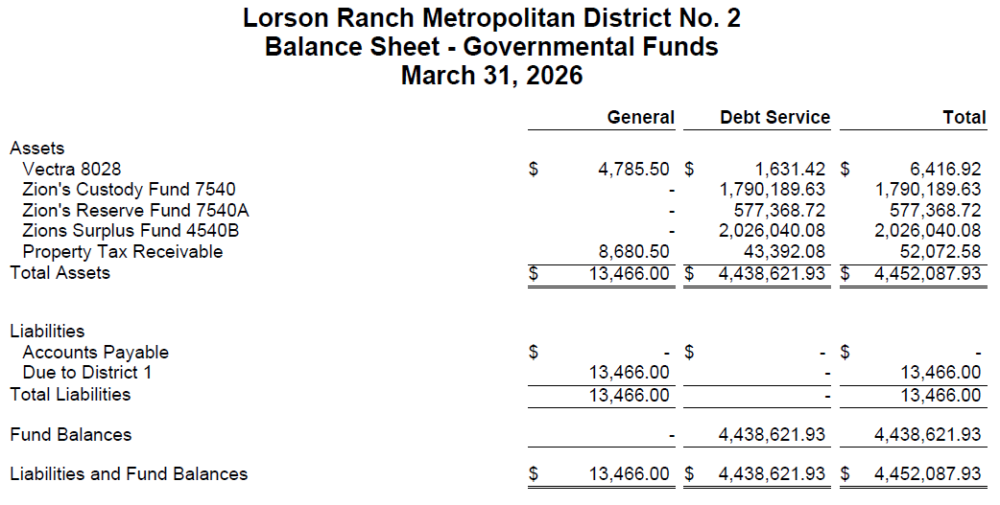 Lorson Ranch Metropolitan District No. 2
Balance Sheet - Governmental Funds
March 31, 2026
General Debt Service Total
Assets
Vectra 8028 $ 4,785.50 $ 1,631.42 $ 6,416.92
Zion's Custody Fund 7540 - 1,790,189.63 1,790,189.63
Zion's Reserve Fund 7540A - 577,368.72 577,368.72
Zions Surplus Fund 4540B - 2,026,040.08 2,026,040.08
Property Tax Receivable 8,680.50 43,392.08 52,072.58
Total Assets $ 13,466.00 $ 4,438,621.93 $ 4,452,087.93
Liabilities
Accounts Payable $ - $ - $ -
Due to District 1 13,466.00 - 13,466.00
Total Liabilities 13,466.00 - 13,466.00
Fund Balances - 4,438,621.93 4,438,621.93
Liabilities and Fund Balances $ 13,466.00 $ 4,438,621.93 $ 4,452,087.93